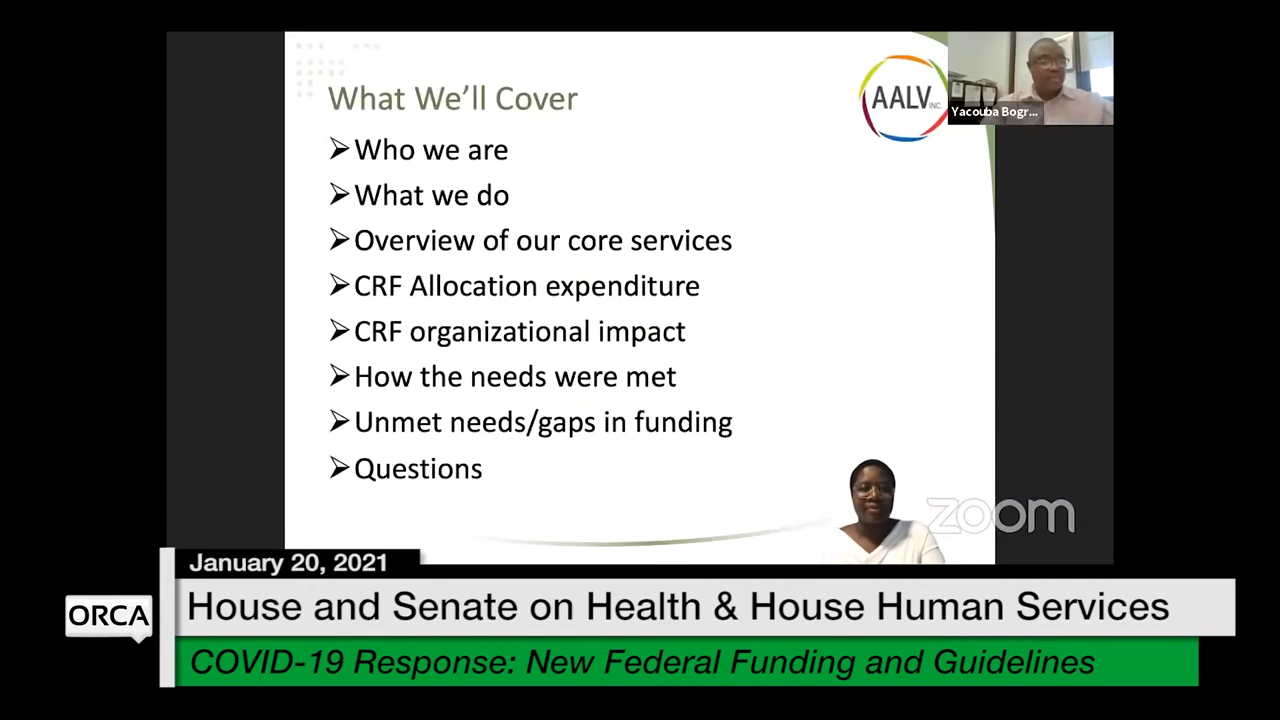 What We'll Cover
AALV INC.
Yacouba Bogr...
➢Who we are
➢What we do
➢Overview of our core services
➢CRF Allocation expenditure
➢CRF organizational impact
➢How the needs were met
➢Unmet needs/gaps in funding
➢Questions
zoom
January 20, 2021
ORCA
House and Senate on Health & House Human Services
COVID-19 Response: New Federal Funding and Guidelines